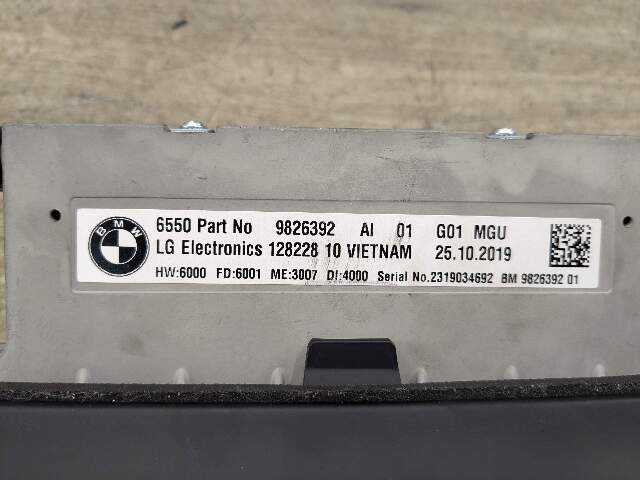 BMW
6550 Part No 9826392 AI 01 G01 MGU
LG Electronics 128228 10 VIETNAM 25.10.2019
HW:6000 FD:6001 ME:3007 DI:4000 Serial No.2319034692 BM 9826392 01